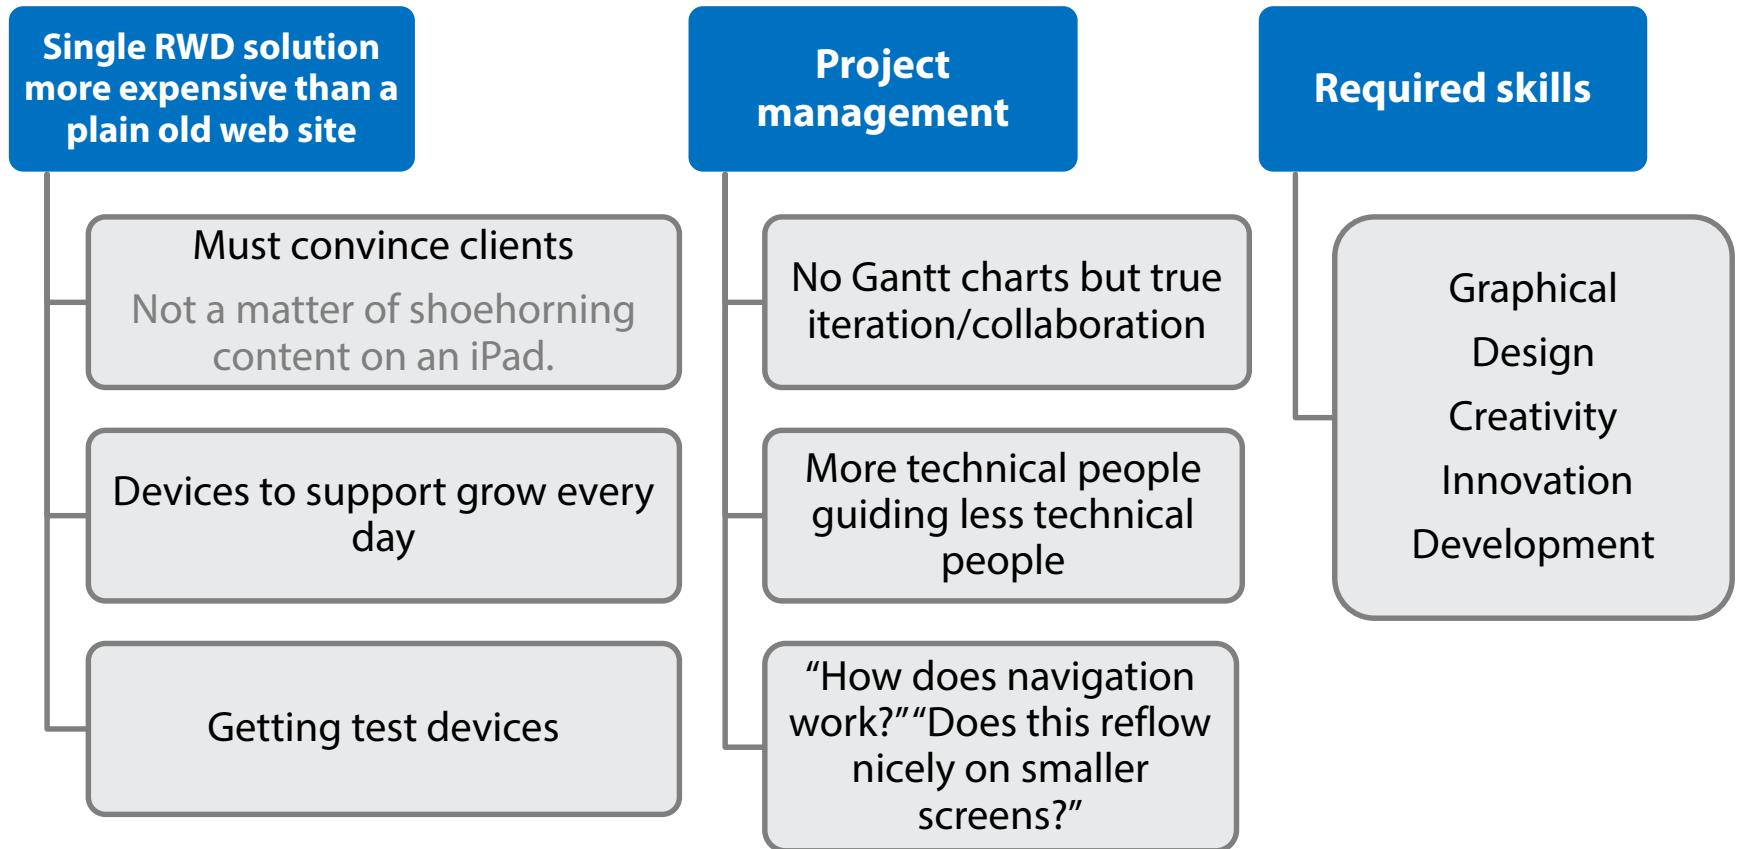 Single RWD solution
more expensive than a
plain old web site
Must convince clients
Not a matter of shoehorning
content on an iPad.
Devices to support grow every
day
Getting test devices
Project
management
No Gantt charts but true
iteration/collaboration
More technical people
guiding less technical
people
“How does navigation
work?” “Does this reflow
nicely on smaller
screens?”
Required skills
Graphical
Design
Creativity
Innovation
Development